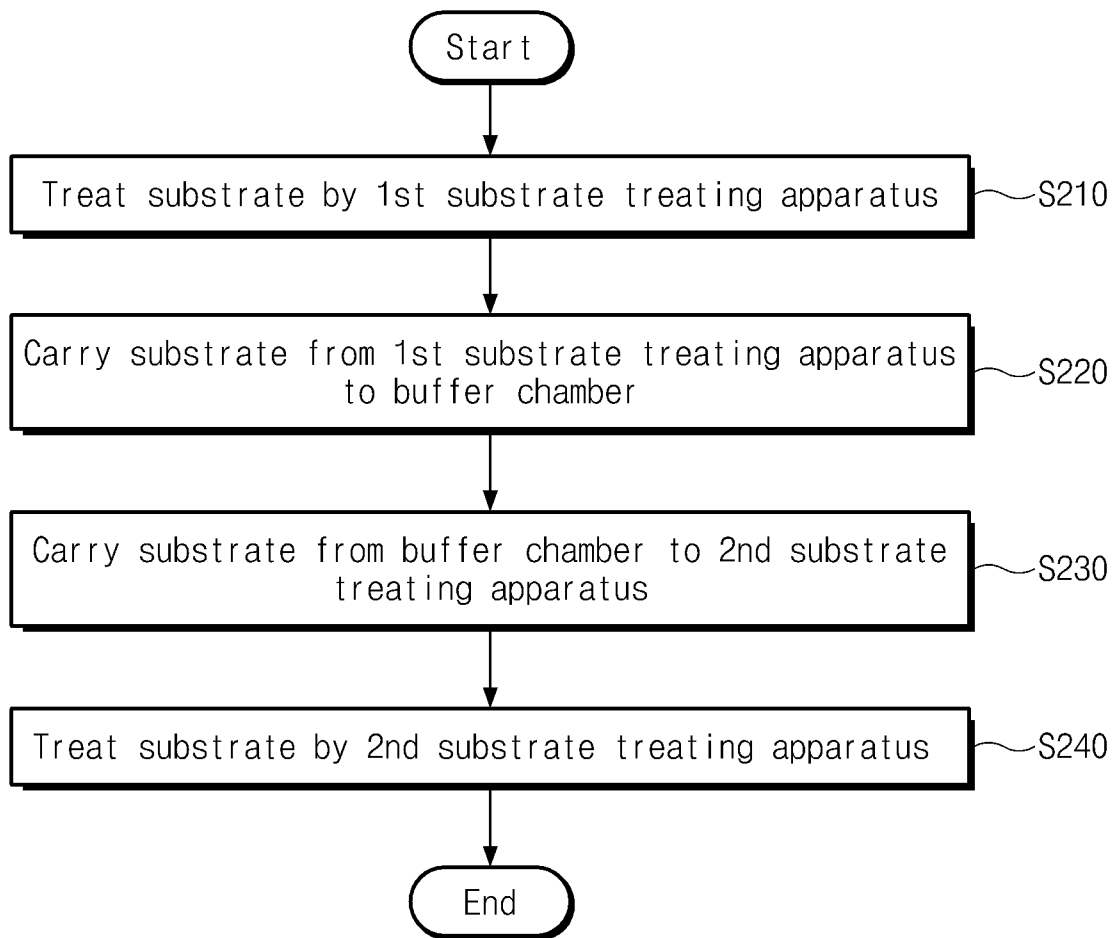 Start
Treat substrate by 1st substrate treating apparatus
S210
Carry substrate from 1st substrate treating apparatus
to buffer chamber
S220
Carry substrate from buffer chamber to 2nd substrate
treating apparatus
S230
Treat substrate by 2nd substrate treating apparatus
S240
End